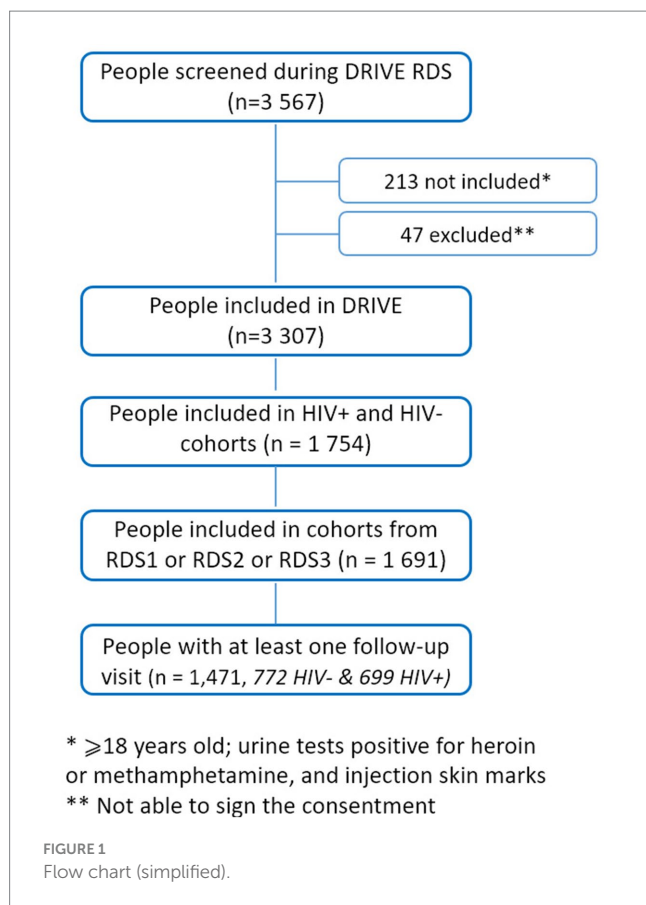 People screened during DRIVE RDS
(n=3 567)
213 not included*
47 excluded**
People included in DRIVE
(n=3 307)
People included in HIV+ and HIV-
cohorts (n = 1 754)
People included in cohorts from
RDS1 or RDS2 or RDS3 (n = 1 691)
People with at least one follow-up
visit (n = 1,471, 772 HIV- & 699 HIV+)
* ⩾18 years old; urine tests positive for heroin
or methamphetamine, and injection skin marks
** Not able to sign the consentment
FIGURE 1
Flow chart (simplified).